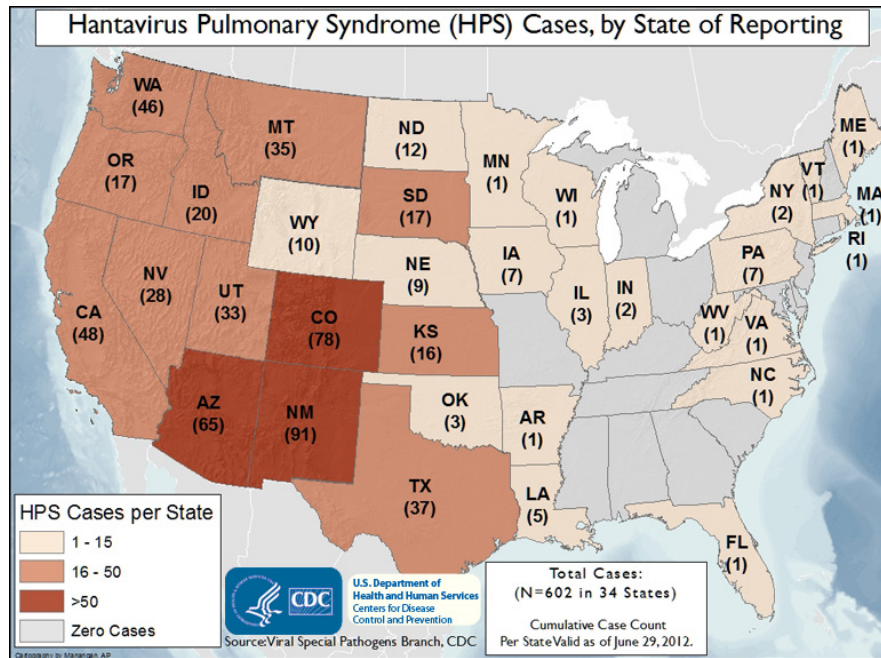 Hantavirus Pulmonary Syndrome (HPS) Cases, by State of Reporting
WA
(46)
MT
(35)
ND
(12)
MN
(1)
ME
(1)
OR
(17)
ID
(20)
SD
(17)
WI
(1)
VT
(1)
NY
(2)
MA
(1)
RI
(1)
WY
(10)
NE
(9)
IA
(7)
PA
(7)
NV
(28)
UT
(33)
CA
(48)
CO
(78)
KS
(16)
IL
(3)
IN
(2)
WV
(1)
VA
(1)
NC
(1)
AZ
(65)
NM
(91)
OK
(3)
AR
(1)
TX
(37)
LA
(5)
FL
(1)
HPS Cases per State
1 - 15
16 - 50
>50
Zero Cases
CDC
U.S. Department of
Health and Human Services
Centers for Disease
Control and Prevention
Source:Viral Special Pathogens Branch, CDC
Total Cases:
(N=602 in 34 States)
Cumulative Case Count
Per State Valid as of June 29, 2012.
Cartography by Manangan, AP